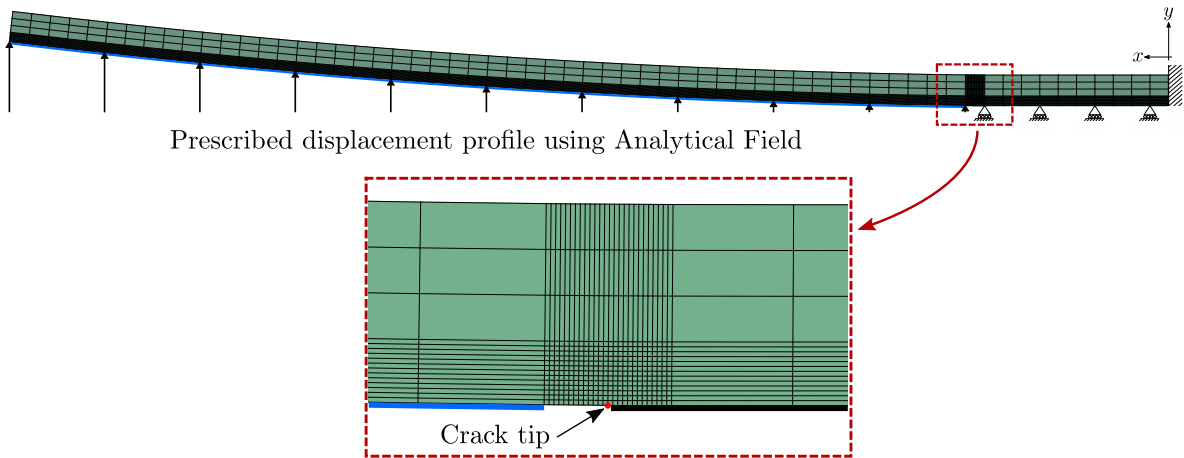 y
x
Prescribed displacement profile using Analytical Field
Crack tip